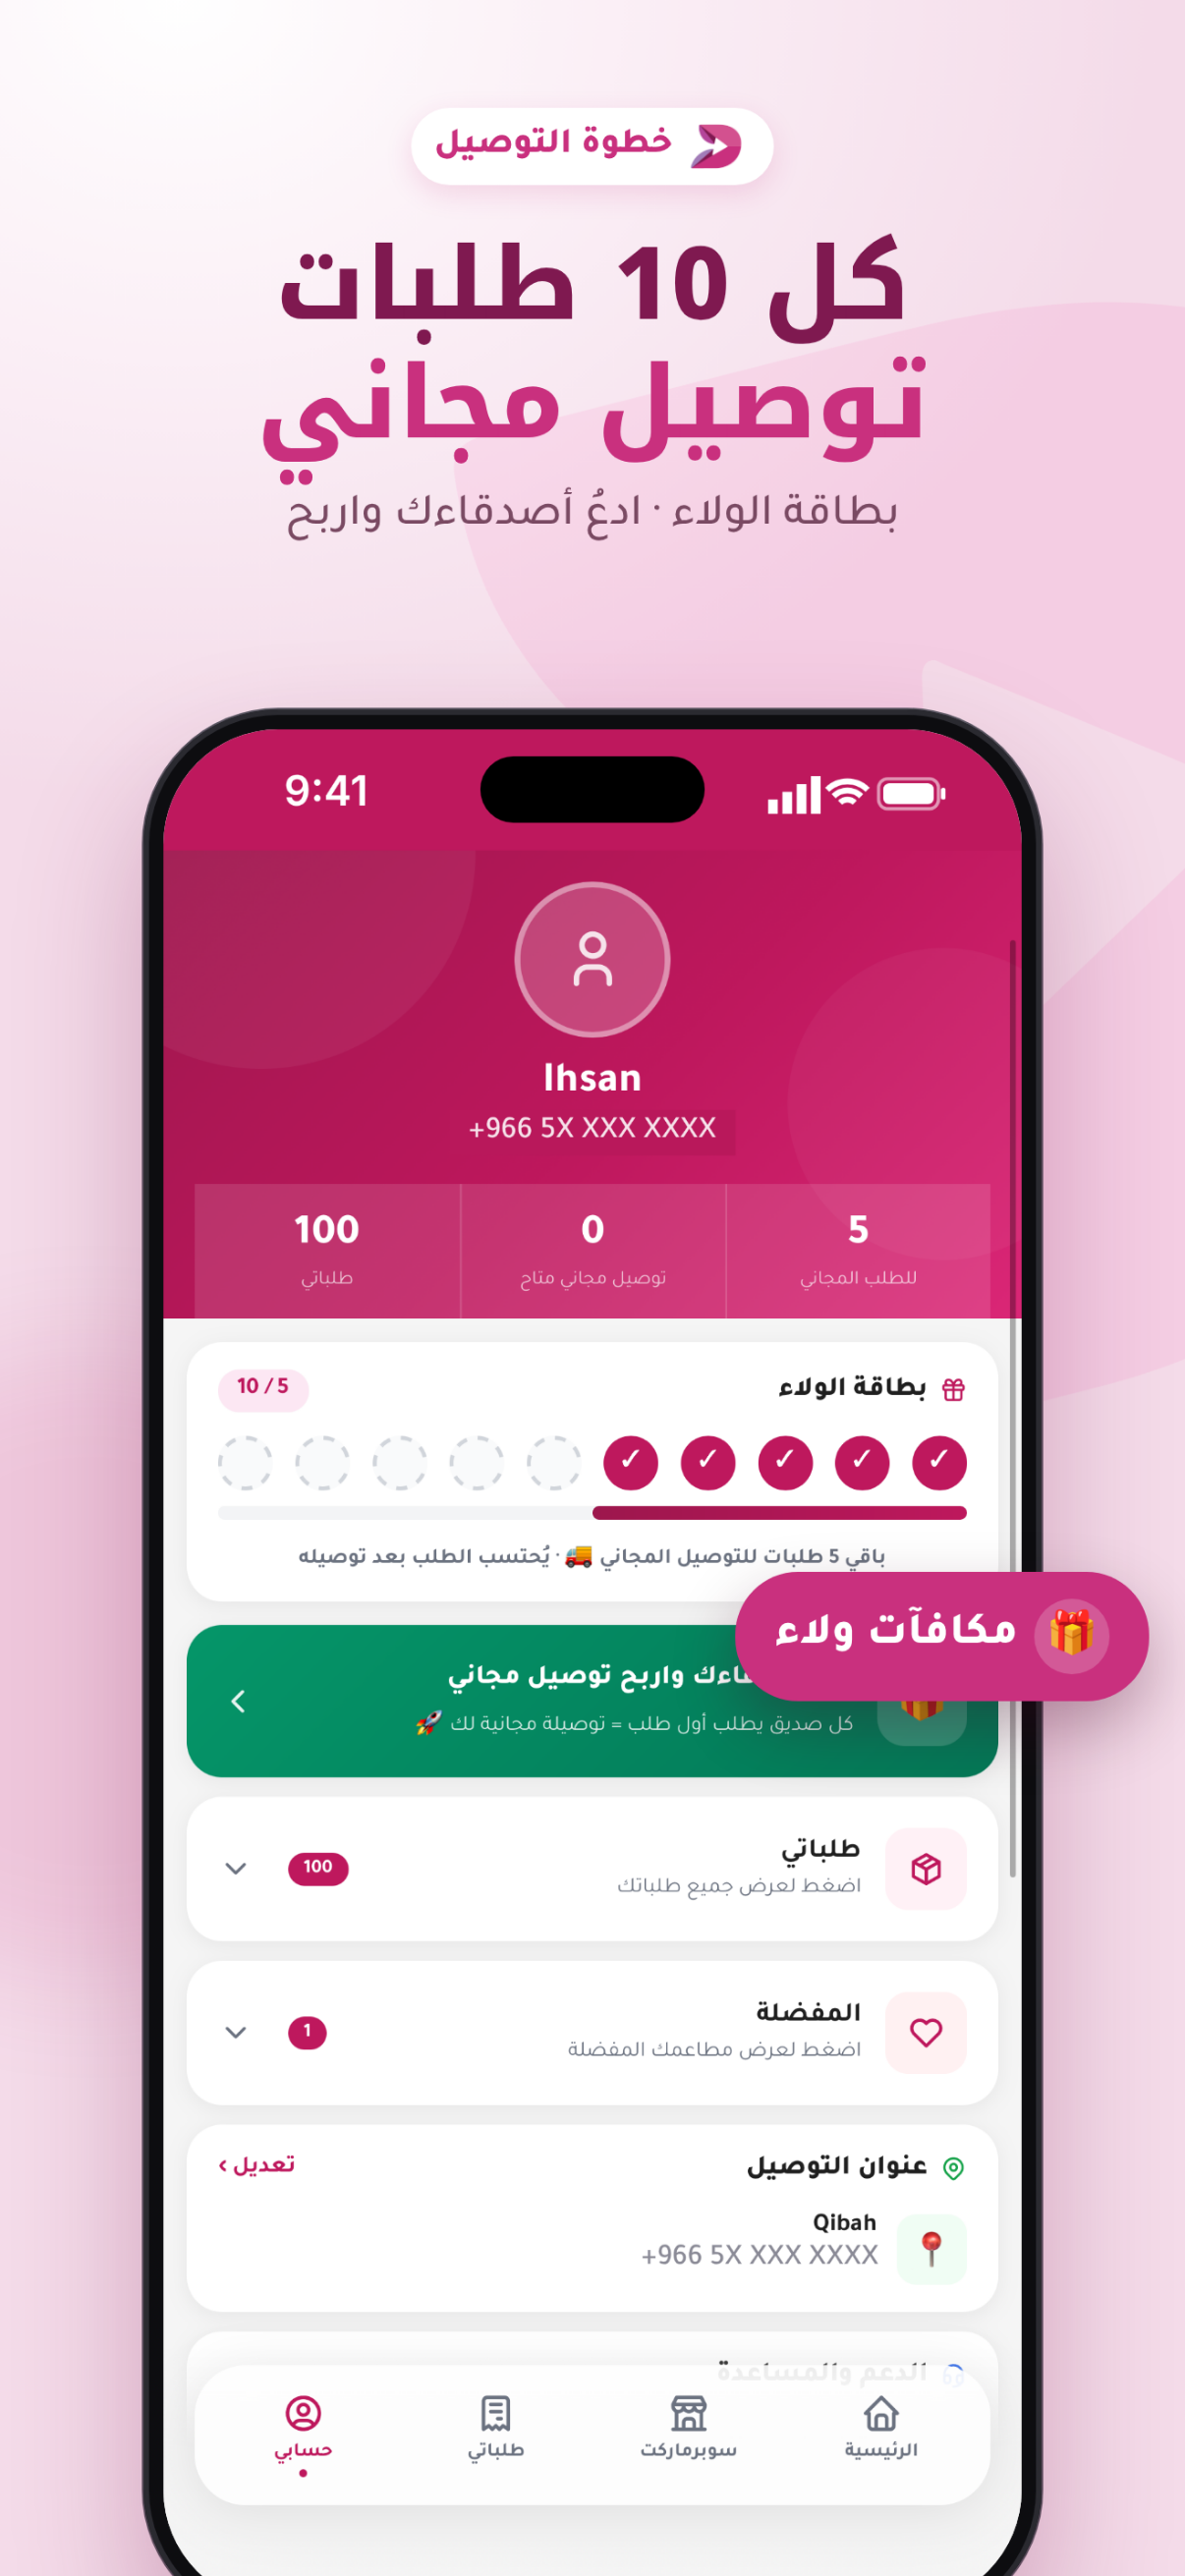 خطوة التوصيل
كل 10 طلبات
توصيل مجاني
بطاقة الولاء · ادعُ أصدقاءك واربح
9:41
Ihsan
+966 5X XXX XXXX
5
0
100
للطلب المجاني
توصيل مجاني متاح
طلباتي
بطاقة الولاء
5 / 10
باقي 5 طلبات للتوصيل المجاني 🚚 · يُحتسب الطلب بعد توصيله
مكافآت ولاء
واربح توصيل مجاني
كل صديق يطلب أول طلب = توصيلة مجانية لك 🚀
طلباتي
100
اضغط لعرض جميع طلباتك
المفضلة
1
اضغط لعرض مطاعمك المفضلة
عنوان التوصيل
تعديل ›
Qibah
+966 5X XXX XXXX
الدعم والمساعدة
الرئيسية
سوبرماركت
طلباتي
حسابي